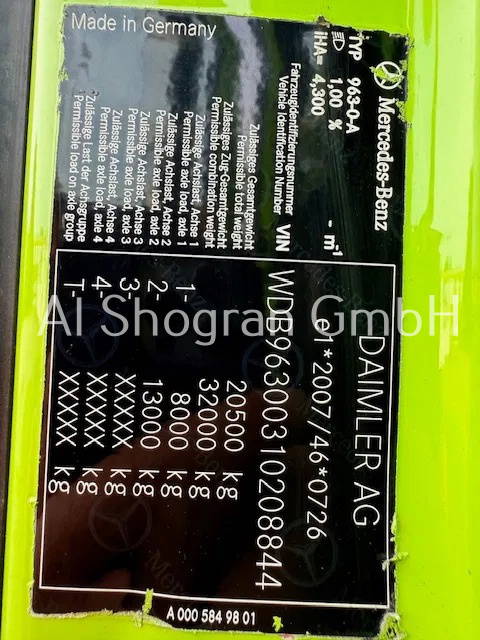 Mercedes-Benz
TYP 963-0-A
1,00 %
iHA= 4,300 - m⁻¹
Fahrzeugidentifizierungsnummer
Vehicle Identification Number VIN
Zulässiges Gesamtgewicht
Permissible total weight
Zulässiges Zug-Gesamtgewicht
Permissible combination weight
Zulässige Achslast, Achse 1
Permissible axle load, axle 1
Zulässige Achslast, Achse 2
Permissible axle load, axle 2
Zulässige Achslast, Achse 3
Permissible axle load, axle 3
Zulässige Achslast, Achse 4
Permissible axle load, axle 4
Zulässige Last der Achsgruppe
Permissible load on axle group
Made in Germany
DAIMLER AG
e1*2007/46*0726
WDB96300310208844
20500 kg
32000 kg
1- 8000 kg
2- 13000 kg
3- XXXXX kg
4- XXXXX kg
T- XXXXX kg
A 000 584 98 01
Al Shogran GmbH